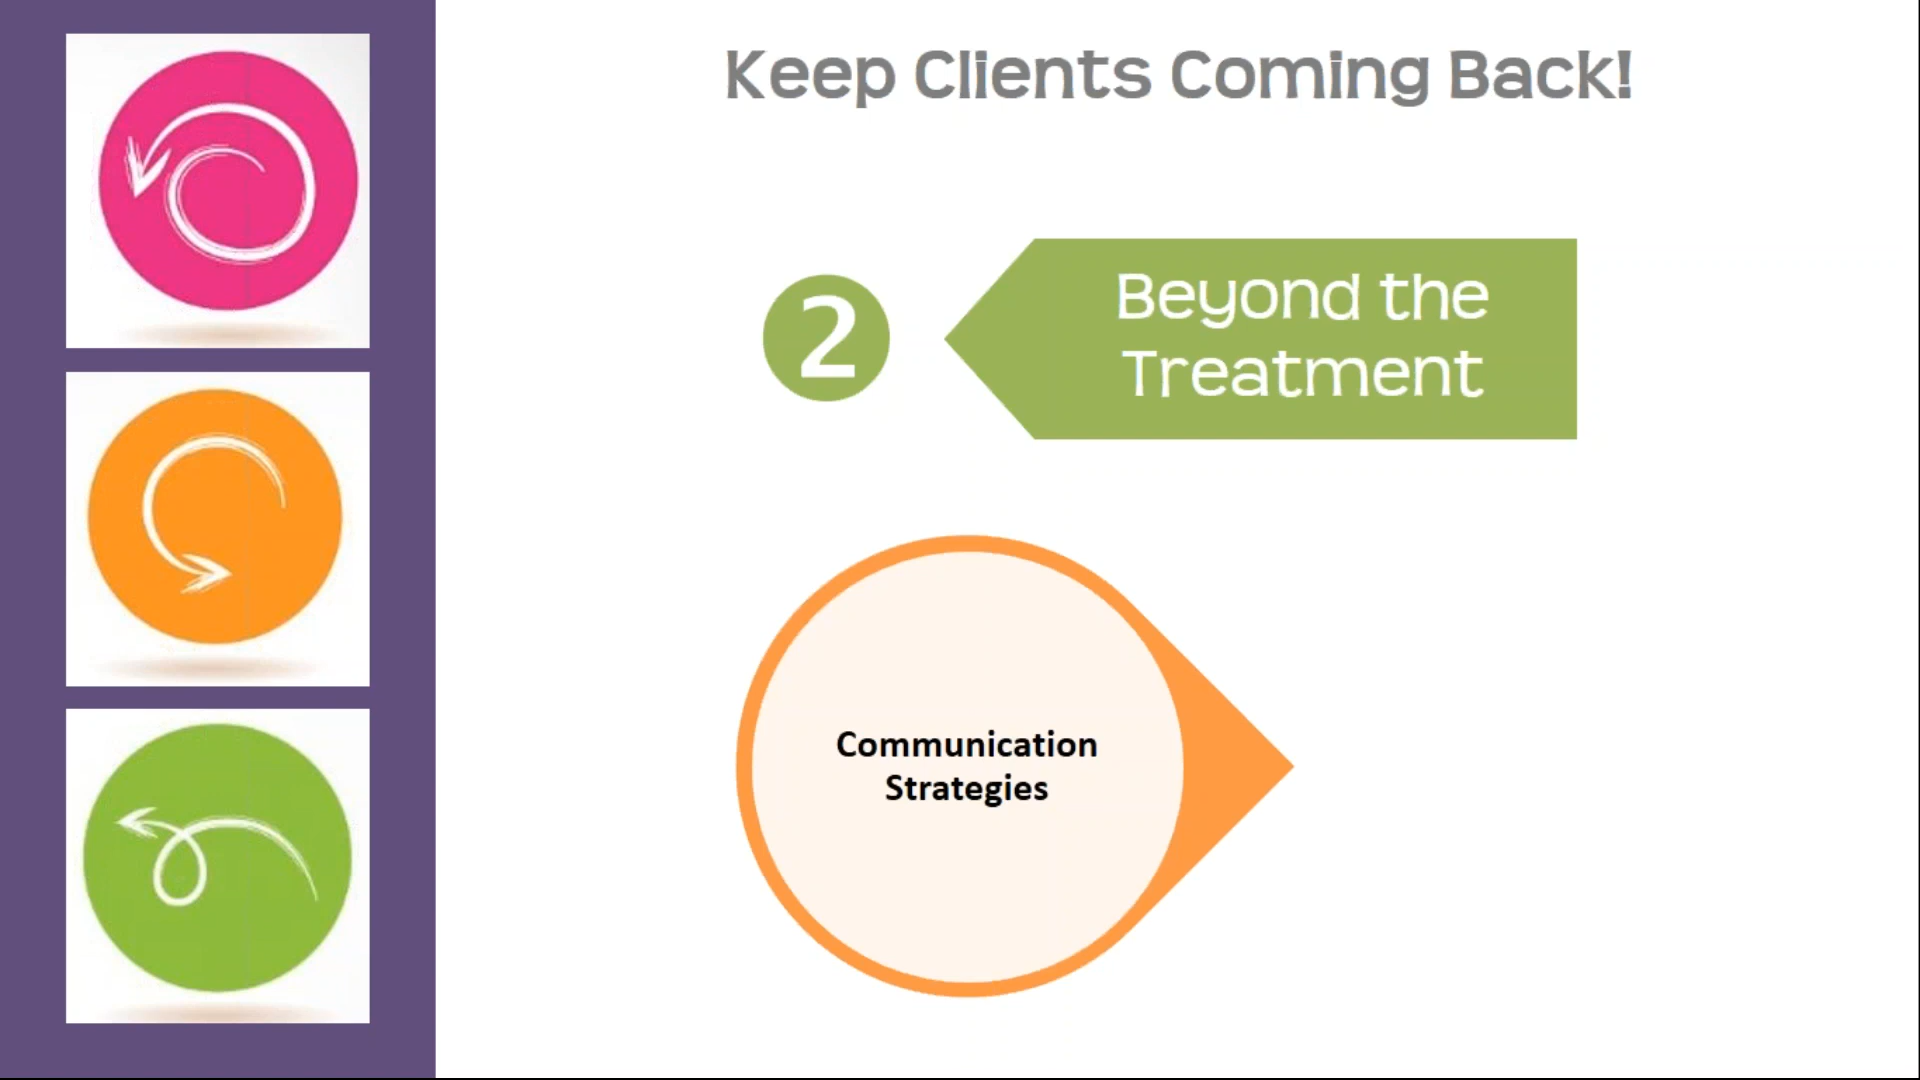 Keep Clients Coming Back!
2
Beyond the
Treatment
Communication
Strategies